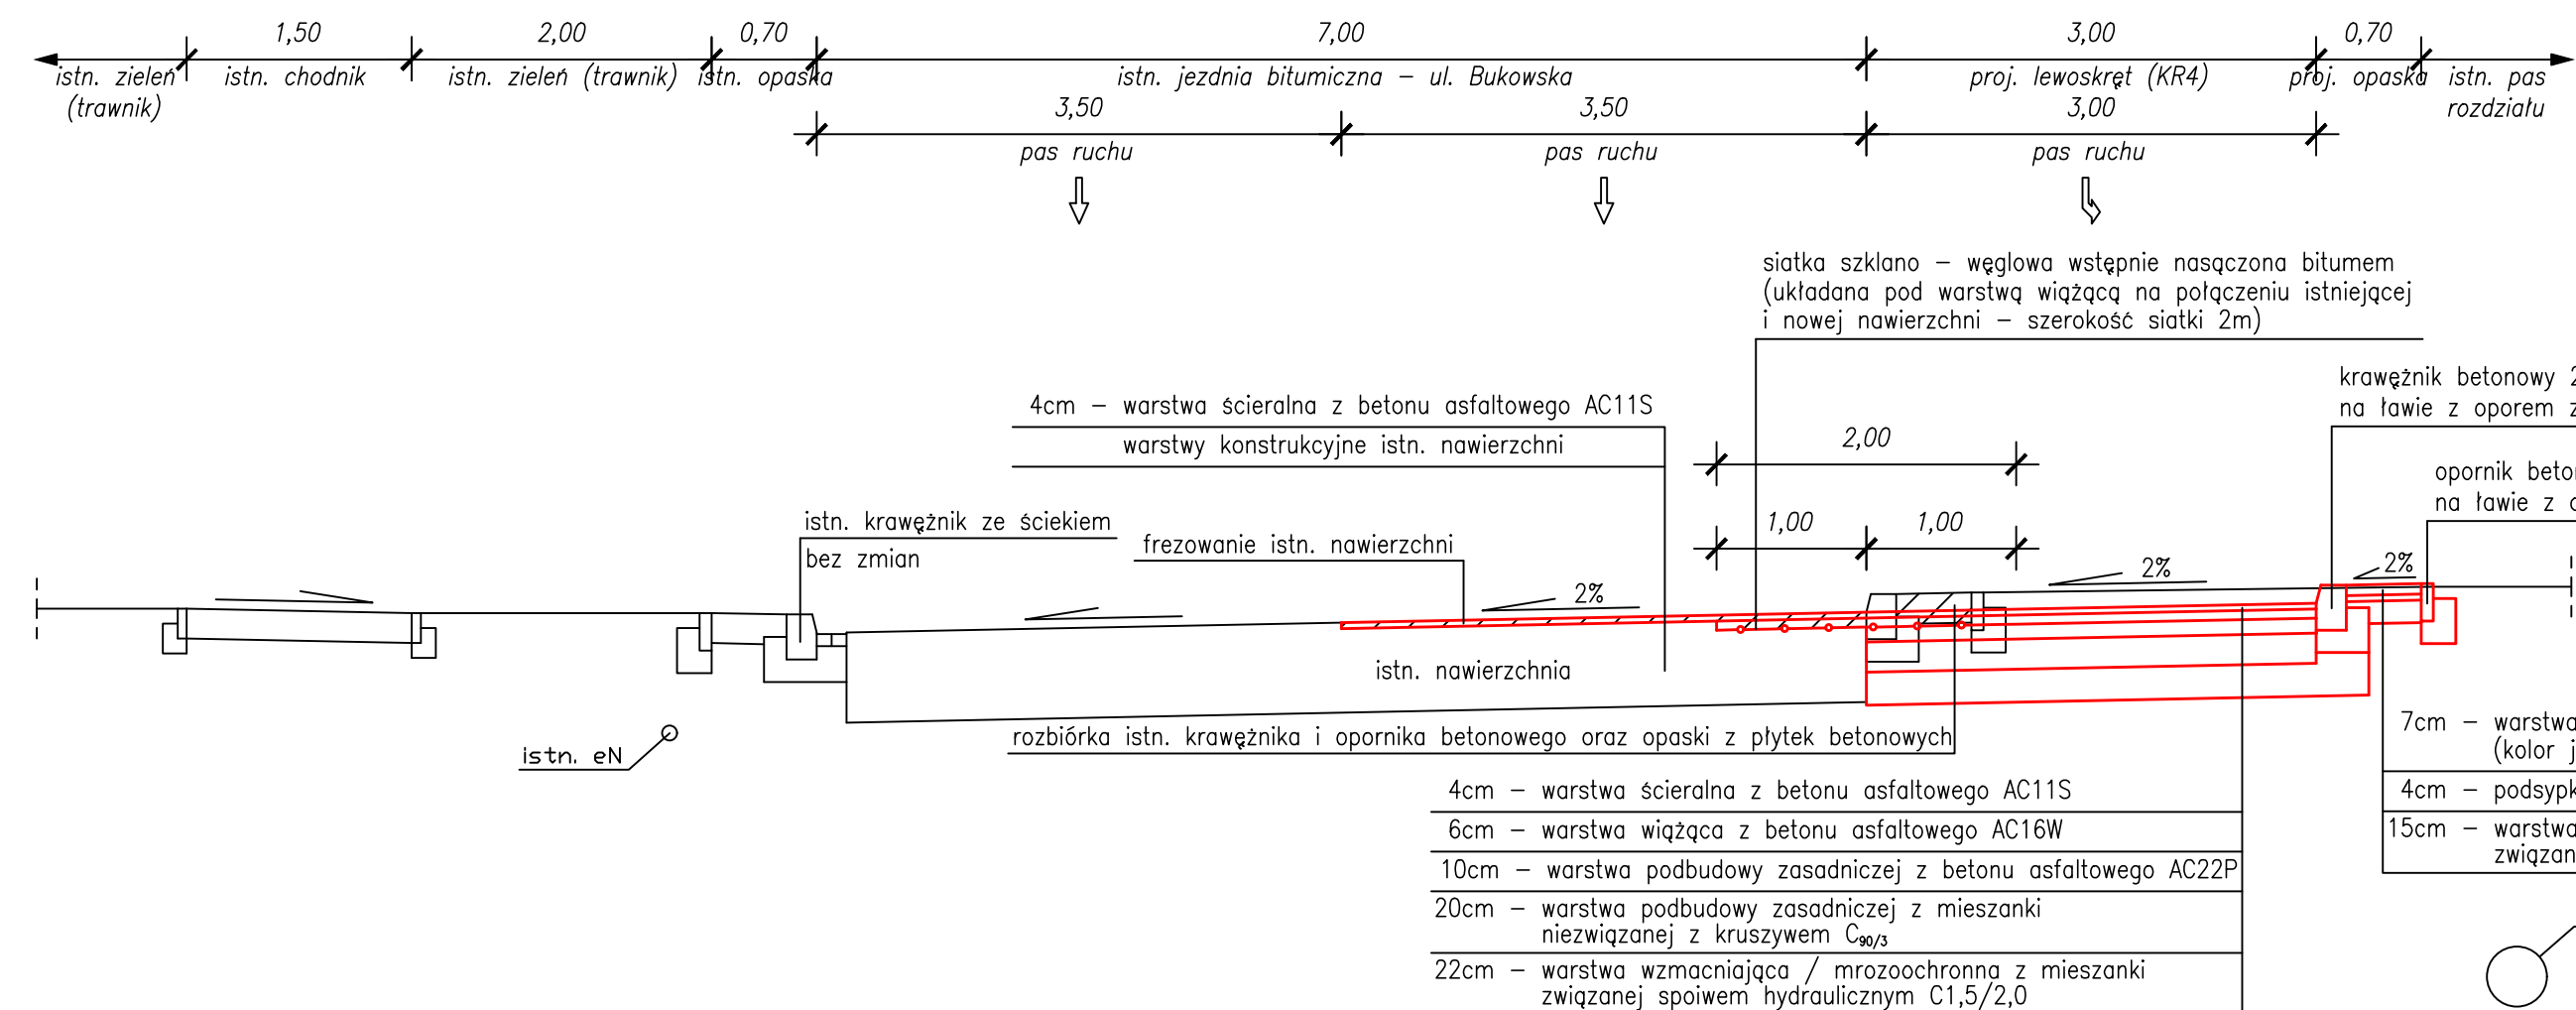 1,50
2,00
0,70
7,00
3,00
0,70
istn. zieleń
(trawnik)
istn. chodnik
istn. zieleń (trawnik)
istn. opaska
istn. jezdnia bitumiczna – ul. Bukowska
proj. lewoskręt (KR4)
proj. opaska
istn. pas
rozdziału
3,50
3,50
3,00
pas ruchu
pas ruchu
pas ruchu
siatka szklano – węglowa wstępnie nasączona bitumem
(układana pod warstwą wiążącą na połączeniu istniejącej
i nowej nawierzchni – szerokość siatki 2m)
krawężnik betonowy 2
na ławie z oporem z
4cm – warstwa ścieralna z betonu asfaltowego AC11S
warstwy konstrukcyjne istn. nawierzchni
2,00
opornik beto
na ławie z
istn. krawężnik ze ściekiem
bez zmian
frezowanie istn. nawierzchni
1,00
1,00
2%
2%
2%
istn. nawierzchnia
istn. eN
rozbiórka istn. krawężnika i opornika betonowego oraz opaski z płytek betonowych
4cm – warstwa ścieralna z betonu asfaltowego AC11S
6cm – warstwa wiążąca z betonu asfaltowego AC16W
10cm – warstwa podbudowy zasadniczej z betonu asfaltowego AC22P
20cm – warstwa podbudowy zasadniczej z mieszanki
niezwiązanej z kruszywem C90/3
22cm – warstwa wzmacniająca / mrozoochronna z mieszanki
związanej spoiwem hydraulicznym C1,5/2,0
7cm – warstwa
(kolor j
4cm – podsypk
15cm – warstwa
związan